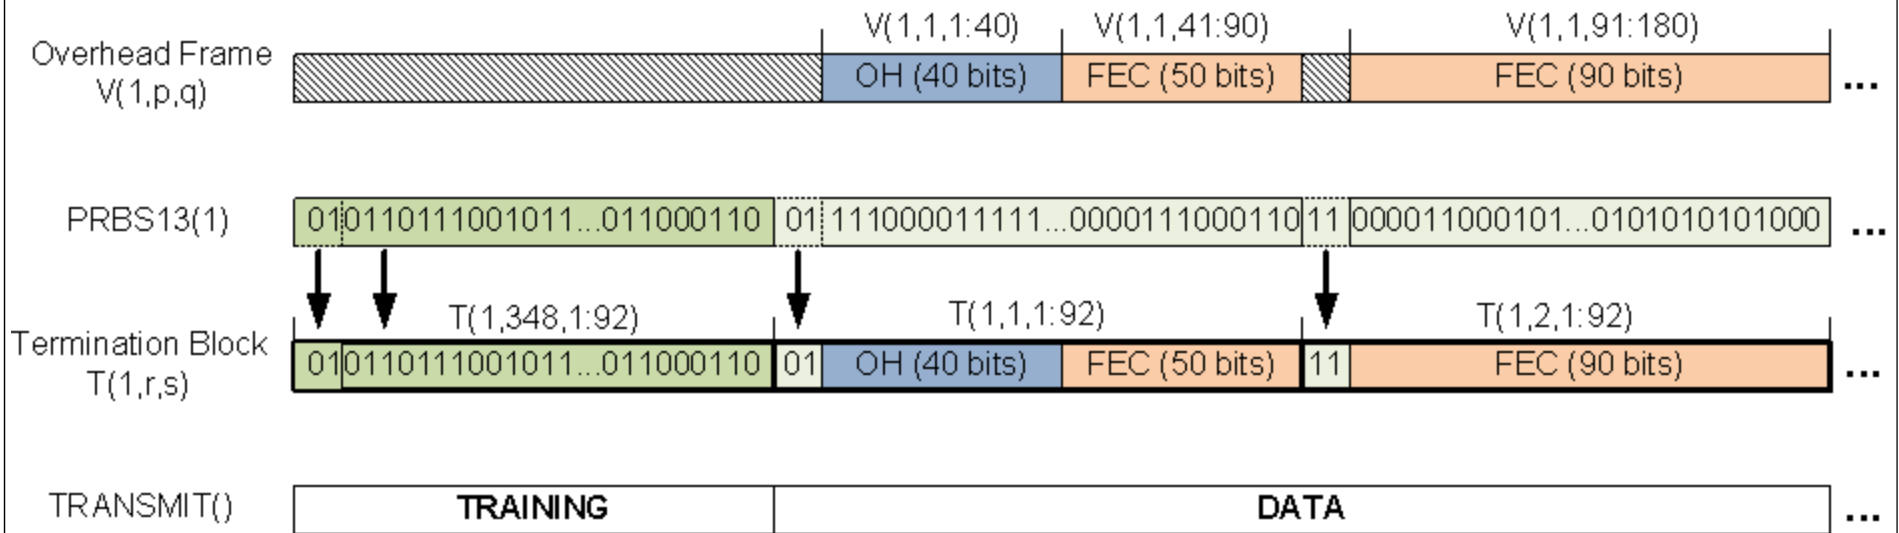 V(1,1,1:40) V(1,1,41:90) V(1,1,91:180)
Overhead Frame
V(1,p,q)
OH (40 bits) FEC (50 bits) FEC (90 bits) ...
PRBS13(1) 01 0110111001011...011000110 01 111000011111...0000111000110 11 000011000101...0101010101000 ...
T(1,348,1:92) T(1,1,1:92) T(1,2,1:92)
Termination Block
T(1,r,s)
01 0110111001011...011000110 01 OH (40 bits) FEC (50 bits) 11 FEC (90 bits) ...
TRANSMIT() TRAINING DATA ...